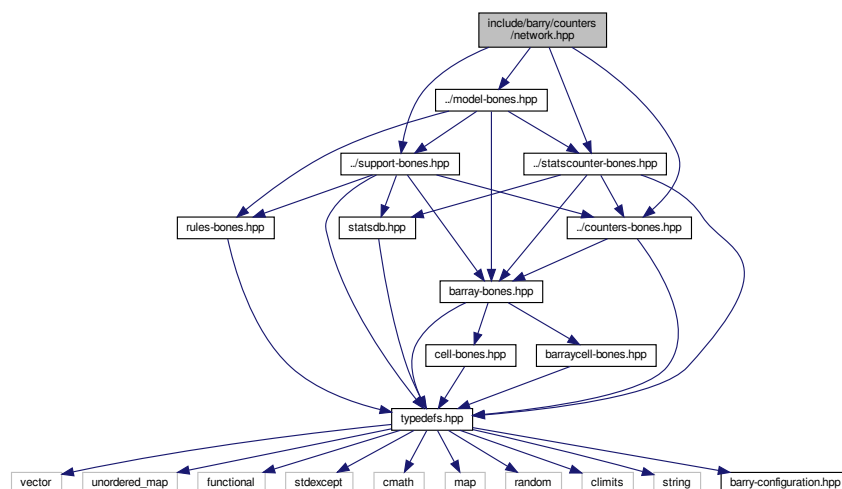 include/barry/counters
/network.hpp
../model-bones.hpp
../support-bones.hpp
../statscounter-bones.hpp
rules-bones.hpp
statsdb.hpp
../counters-bones.hpp
barray-bones.hpp
cell-bones.hpp
barraycell-bones.hpp
typedefs.hpp
vector
unordered_map
functional
stdexcept
cmath
map
random
climits
string
barry-configuration.hpp